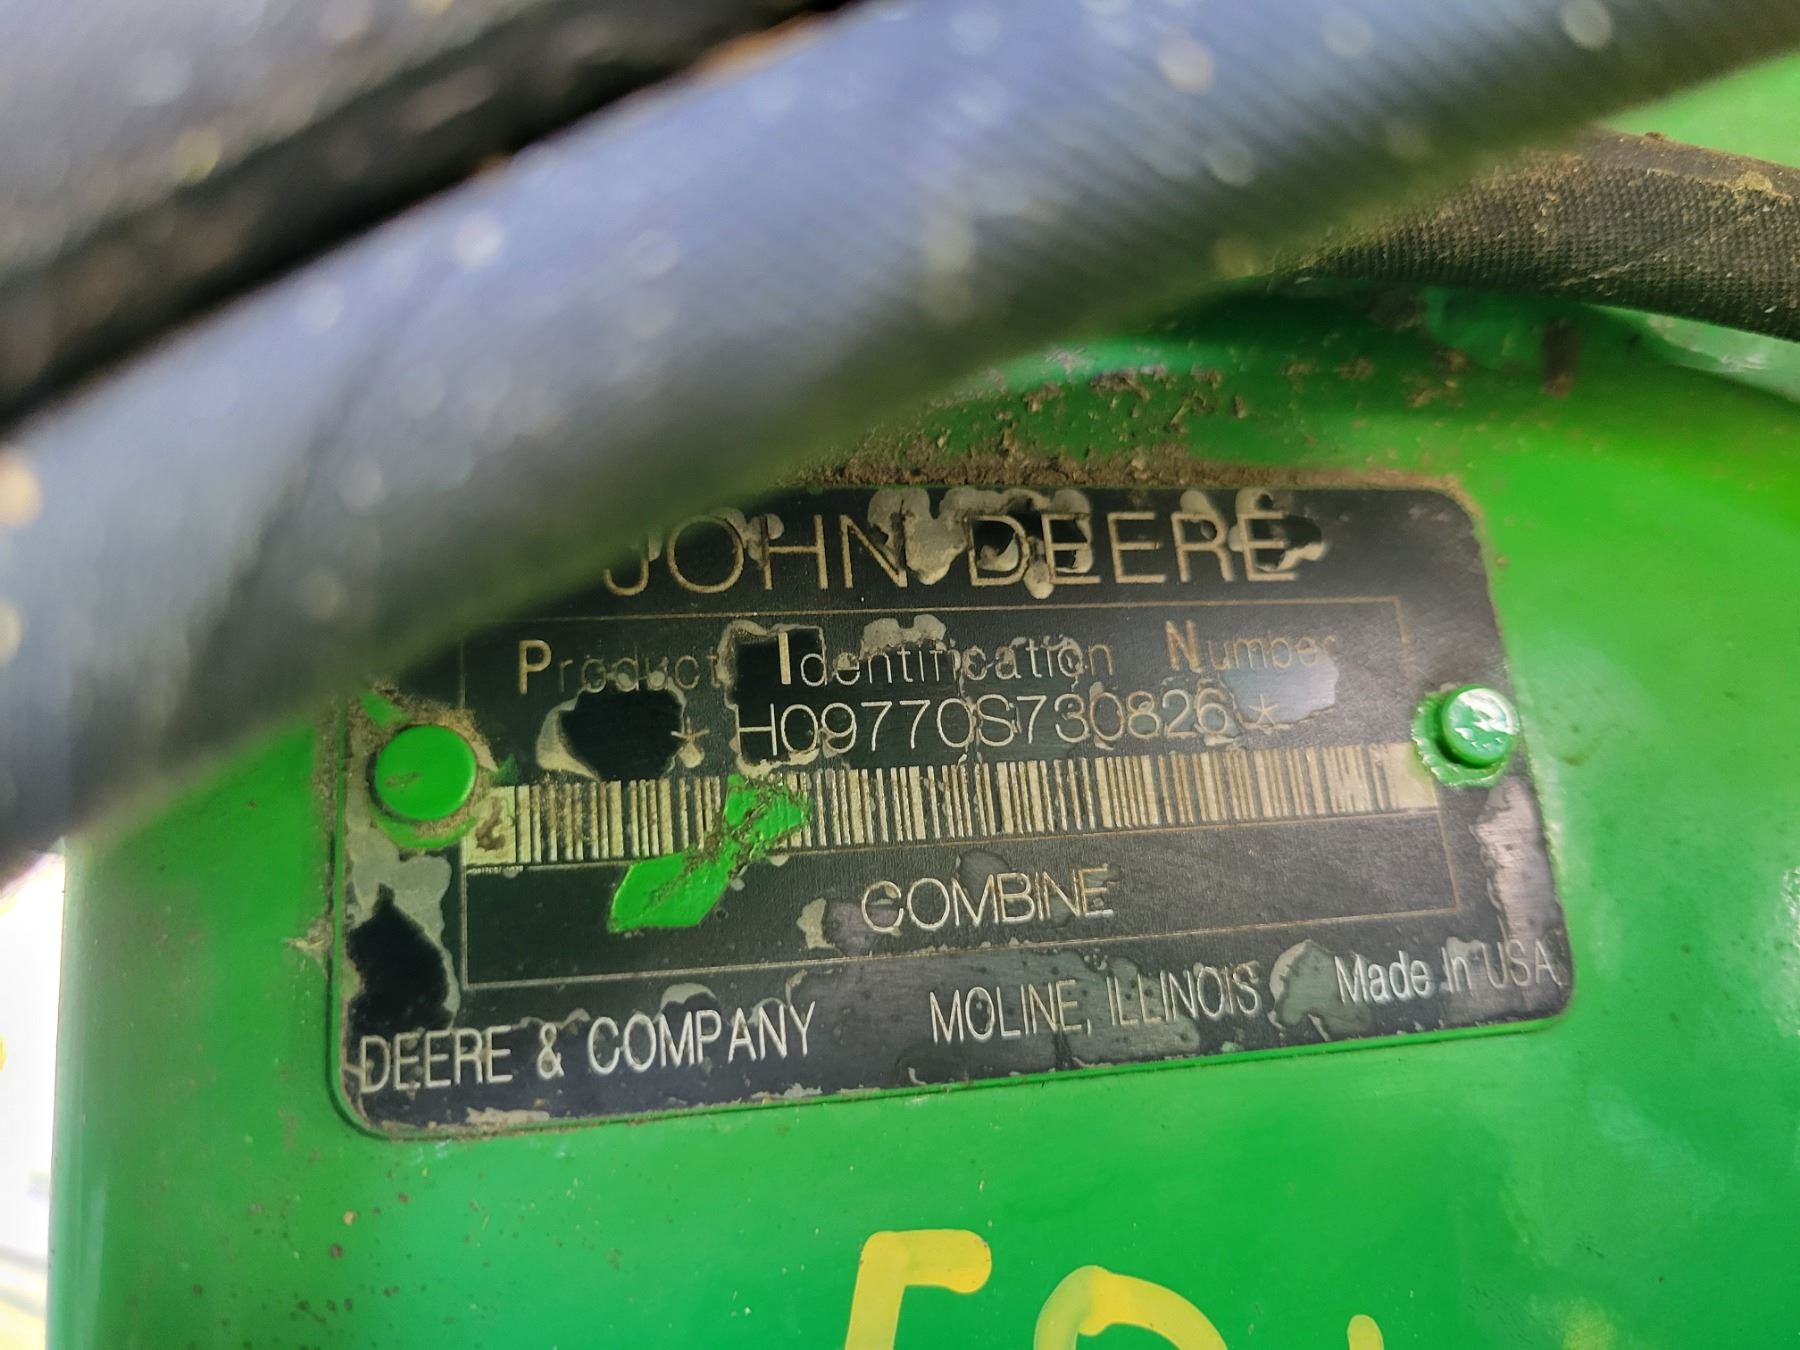 JOHN DEERE
Product Identification Number
* H09770S730826 *
COMBINE
DEERE & COMPANY MOLINE, ILLINOIS Made In USA